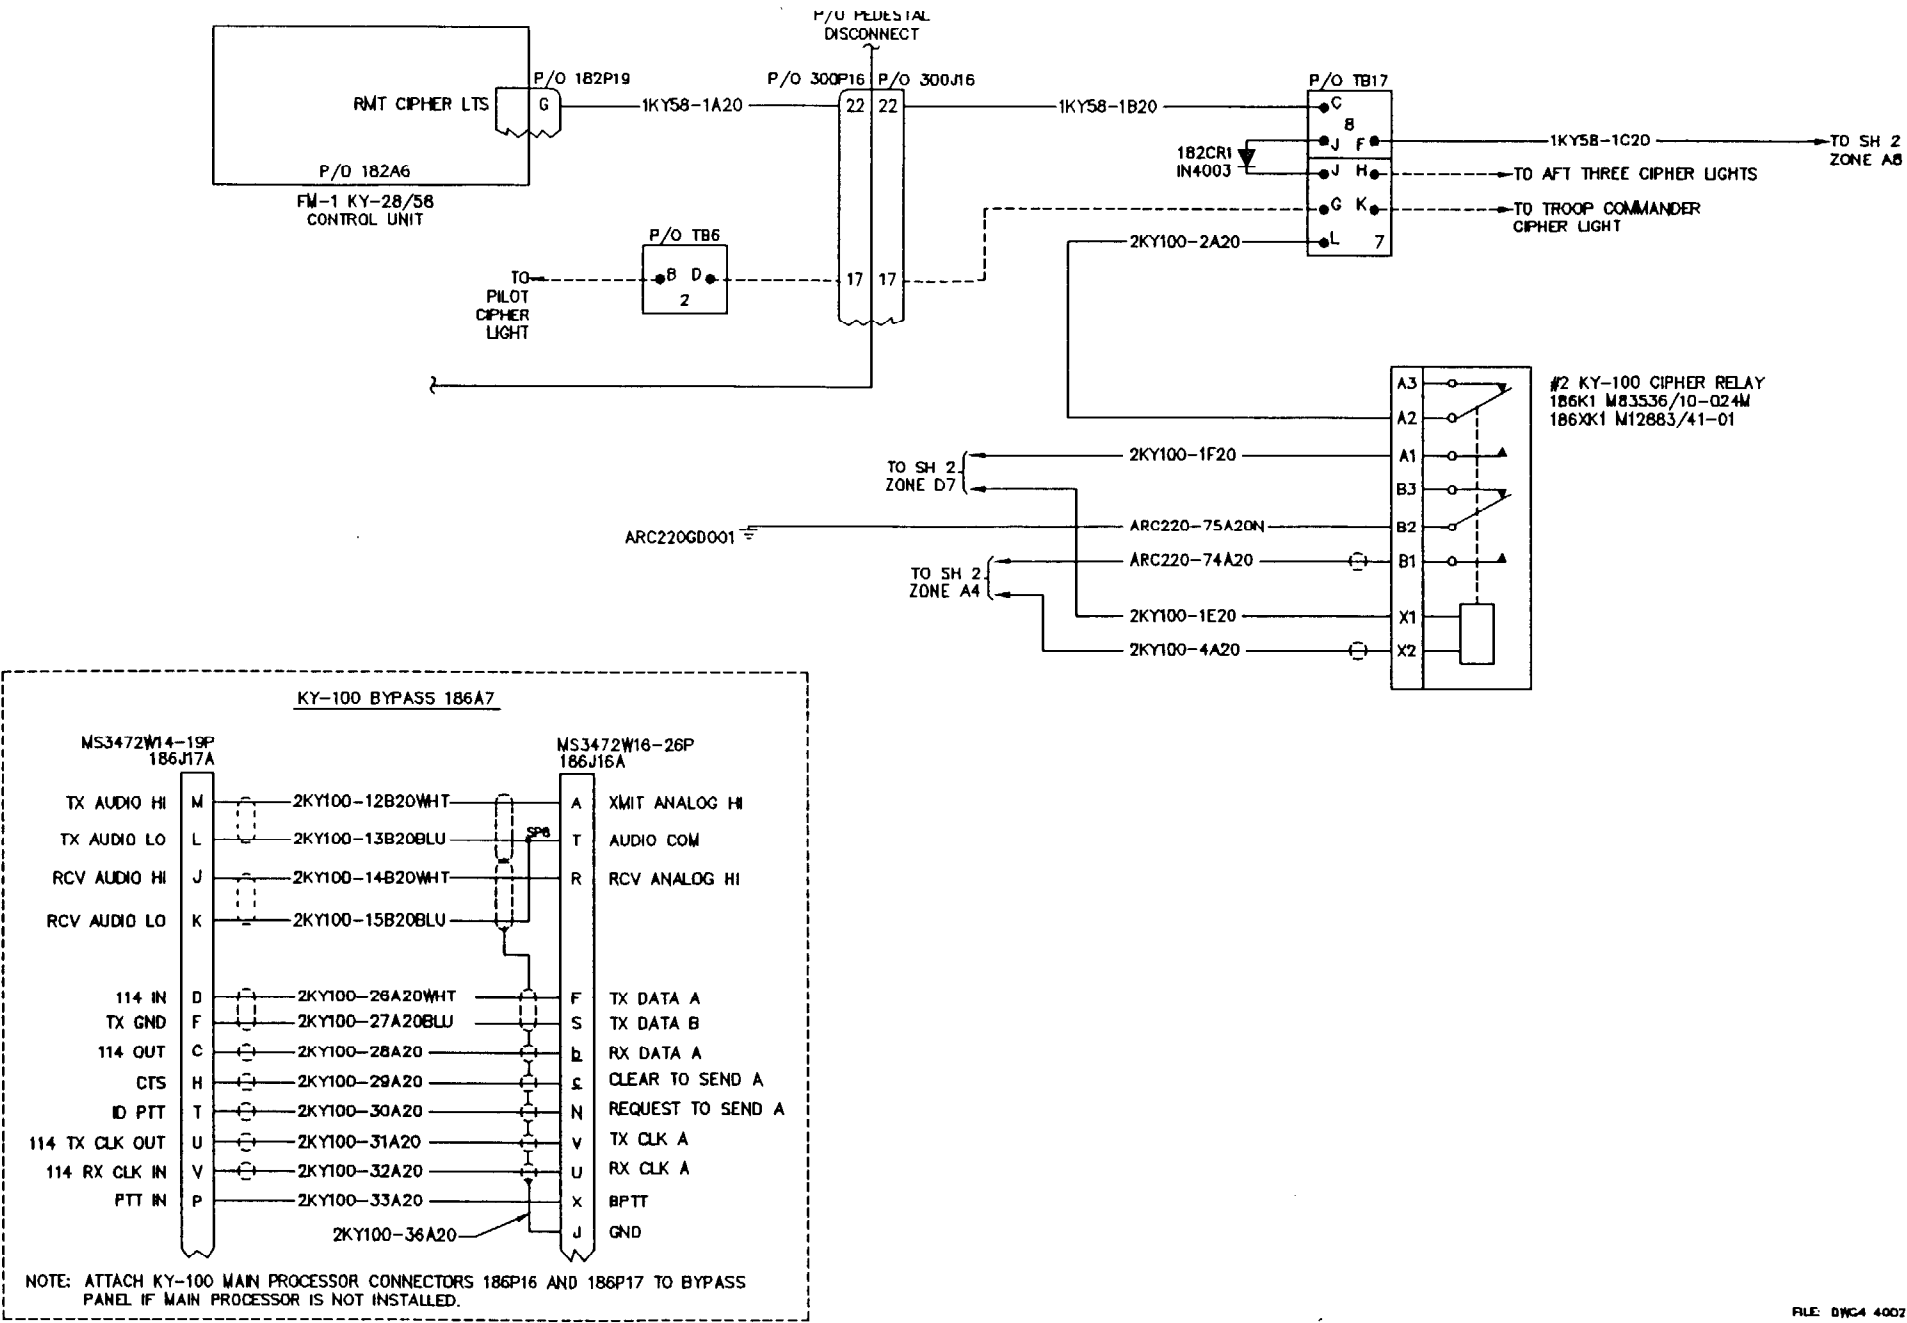 P/O PEDESTAL
DISCONNECT
P/O 182P19
P/O 300P16
P/O 300J16
P/O TB17
RMT CIPHER LTS
G
1KY58-1A20
22
22
1KY58-1B20
C
8
J
F
1KY58-1C20
TO SH 2
ZONE A8
182CR1
IN4003
P/O 182A6
FM-1 KY-28/58
CONTROL UNIT
J
H
TO AFT THREE CIPHER LIGHTS
G
K
TO TROOP COMMANDER
CIPHER LIGHT
2KY100-2A20
L
7
P/O TB6
TO
PILOT
CIPHER
LIGHT
B
D
2
17
17
#2 KY-100 CIPHER RELAY
186K1 M83536/10-024M
186XK1 M12883/41-01
A3
A2
TO SH 2
ZONE D7
2KY100-1F20
A1
B3
ARC220GD001
ARC220-75A20N
B2
TO SH 2
ZONE A4
ARC220-74A20
B1
2KY100-1E20
X1
2KY100-4A20
X2
KY-100 BYPASS 186A7
MS3472W14-19P
186J17A
MS3472W16-26P
186J16A
TX AUDIO HI M 2KY100-12B20WHT A XMIT ANALOG HI
TX AUDIO LO L 2KY100-13B20BLU SP6 T AUDIO COM
RCV AUDIO HI J 2KY100-14B20WHT R RCV ANALOG HI
RCV AUDIO LO K 2KY100-15B20BLU
114 IN D 2KY100-26A20WHT F TX DATA A
TX GND F 2KY100-27A20BLU S TX DATA B
114 OUT C 2KY100-28A20 b RX DATA A
CTS H 2KY100-29A20 c CLEAR TO SEND A
ID PTT T 2KY100-30A20 N REQUEST TO SEND A
114 TX CLK OUT U 2KY100-31A20 V TX CLK A
114 RX CLK IN V 2KY100-32A20 U RX CLK A
PTT IN P 2KY100-33A20 X BPTT
2KY100-36A20 J GND
NOTE: ATTACH KY-100 MAIN PROCESSOR CONNECTORS 186P16 AND 186P17 TO BYPASS
PANEL IF MAIN PROCESSOR IS NOT INSTALLED.
FILE: DWG4 4002